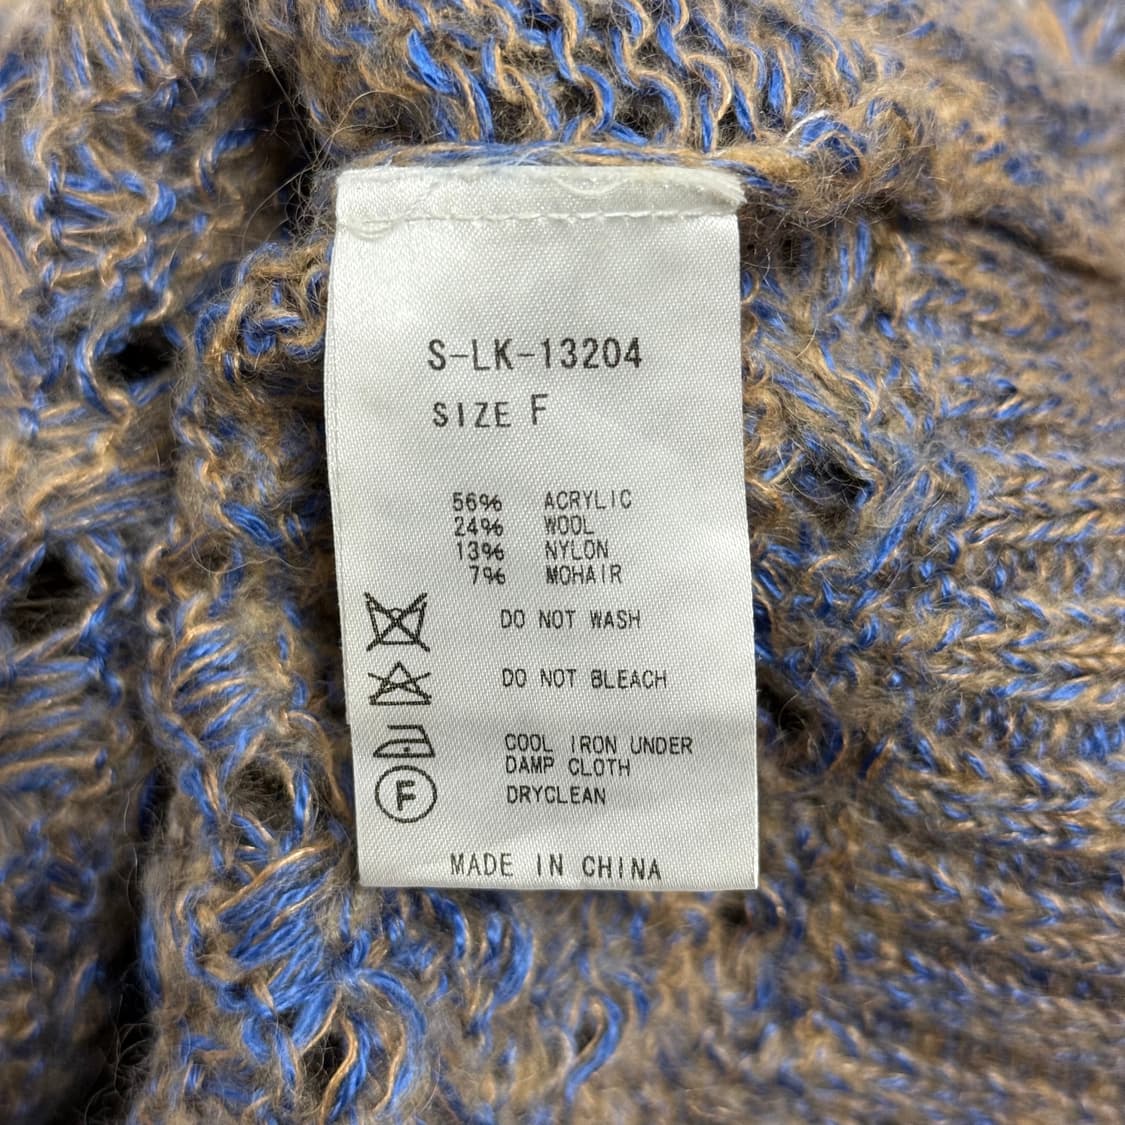 S-LK-13204
SIZE F
56% ACRYLIC
24% WOOL
13% NYLON
7% MOHAIR
DO NOT WASH
DO NOT BLEACH
COOL IRON UNDER
DAMP CLOTH
F DRYCLEAN
MADE IN CHINA